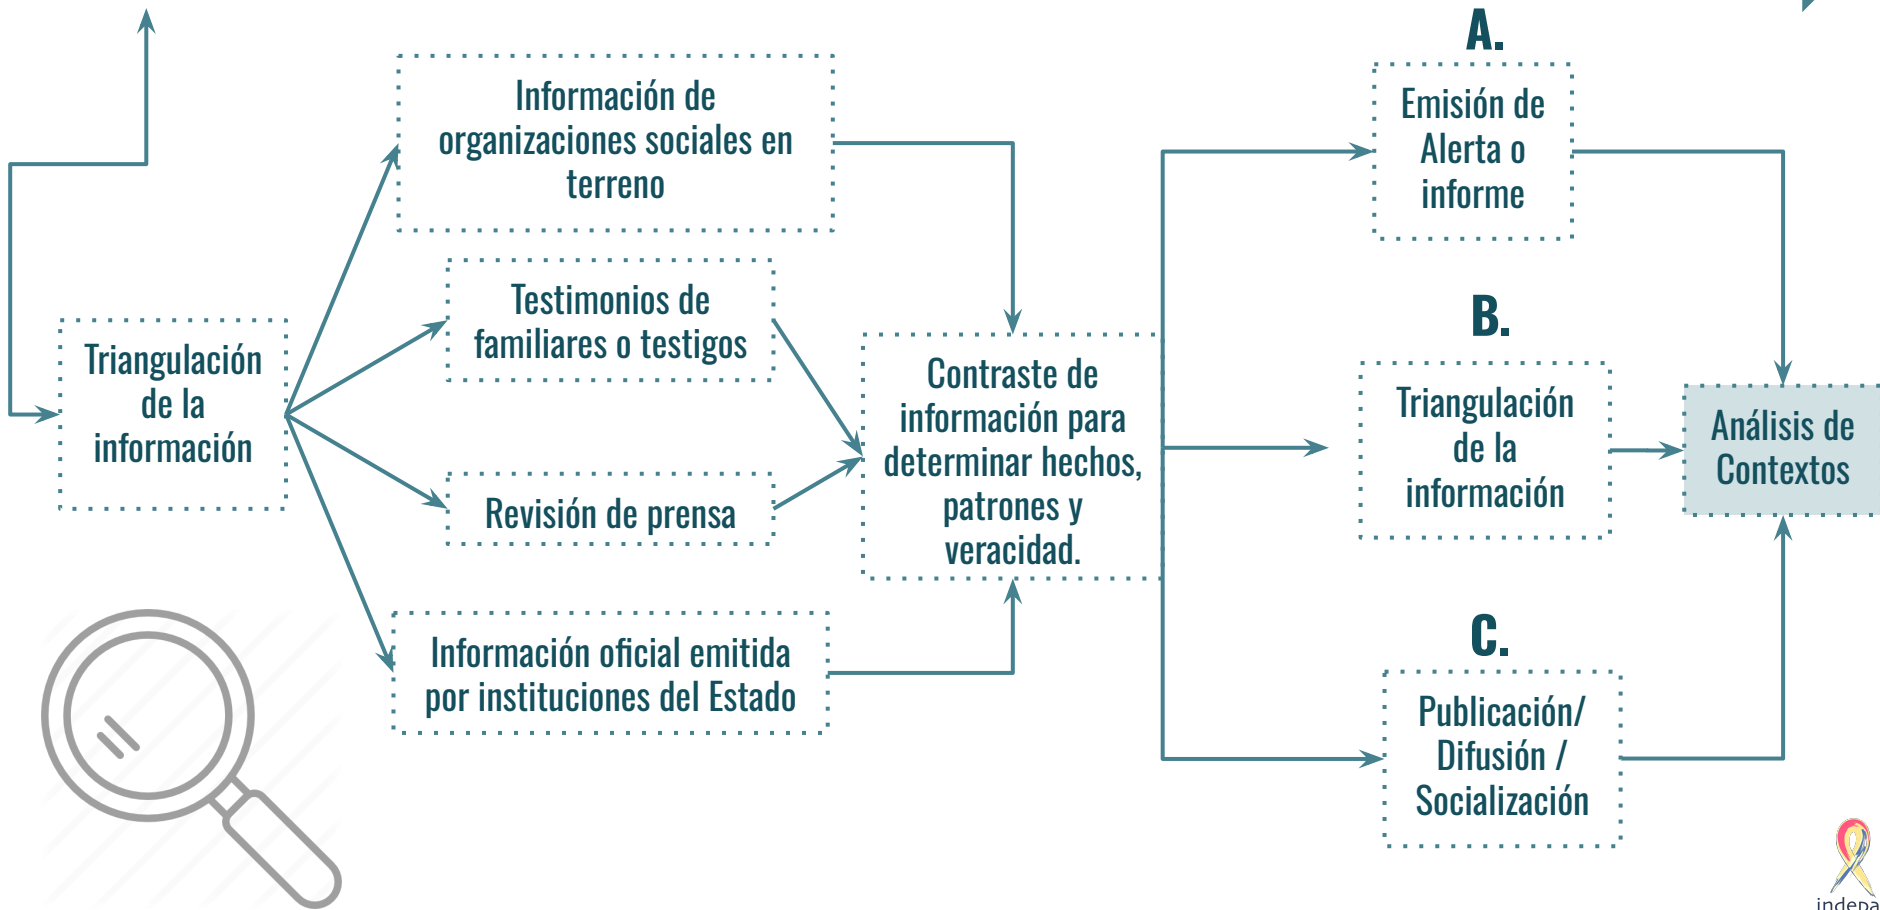 Triangulación
de la
información
Información de
organizaciones sociales en
terreno
Testimonios de
familiares o testigos
Revisión de prensa
Información oficial emitida
por instituciones del Estado
Contraste de
información para
determinar hechos,
patrones y
veracidad.
A.
Emisión de
Alerta o
informe
B.
Triangulación
de la
información
C.
Publicación/
Difusión /
Socialización
Análisis de
Contextos
indepa